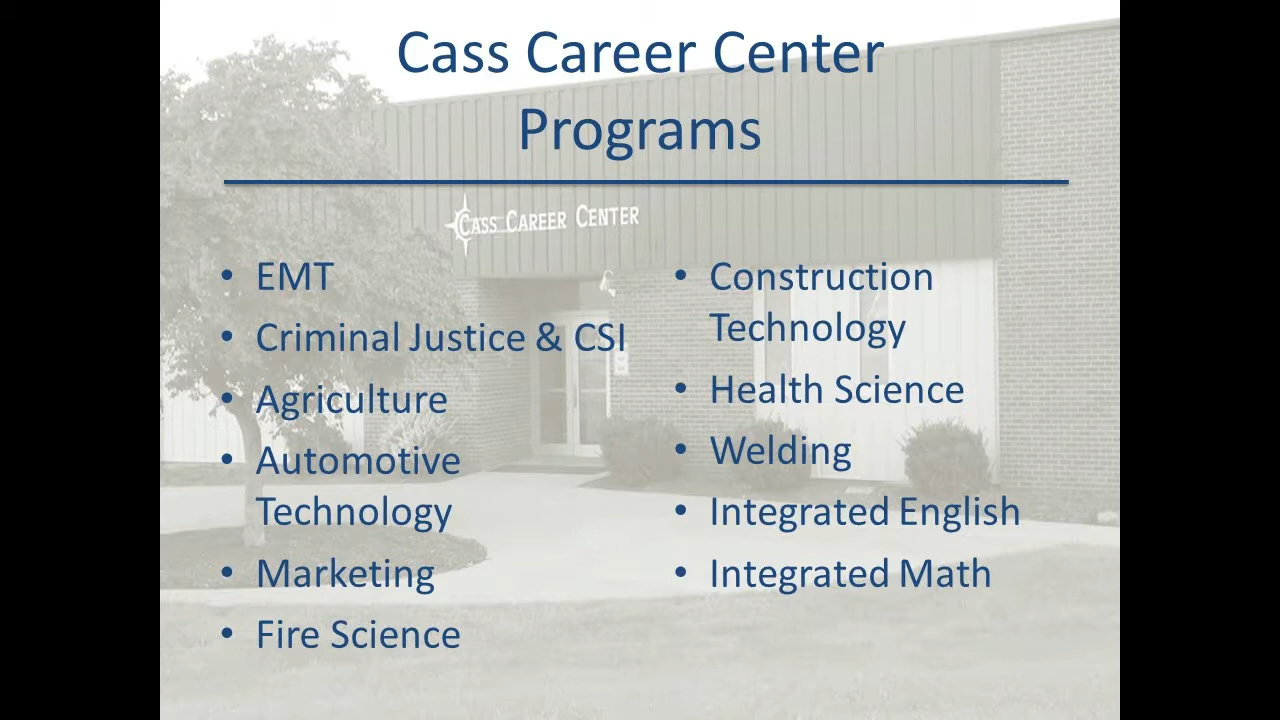 Cass Career Center
Programs
CASS CAREER CENTER
• EMT
• Criminal Justice & CSI
• Agriculture
• Automotive
Technology
• Marketing
• Fire Science
• Construction
Technology
• Health Science
• Welding
• Integrated English
• Integrated Math